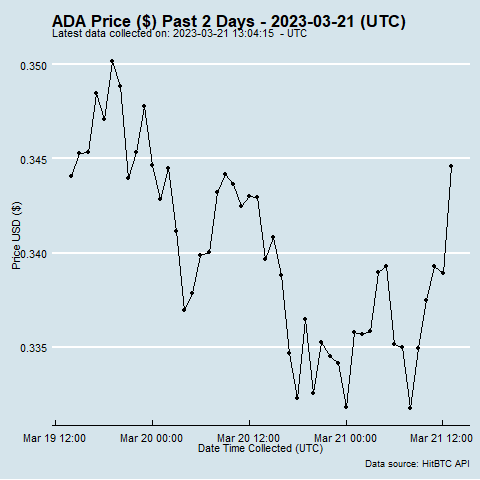 ADA Price ($) Past 2 Days - 2023-03-21 (UTC)
Latest data collected on: 2023-03-21 13:04:15 - UTC
0.350
0.345
0.340
0.335
Price USD ($)
Mar 19 12:00 Mar 20 00:00 Mar 20 12:00 Mar 21 00:00 Mar 21 12:00
Date Time Collected (UTC)
Data source: HitBTC API